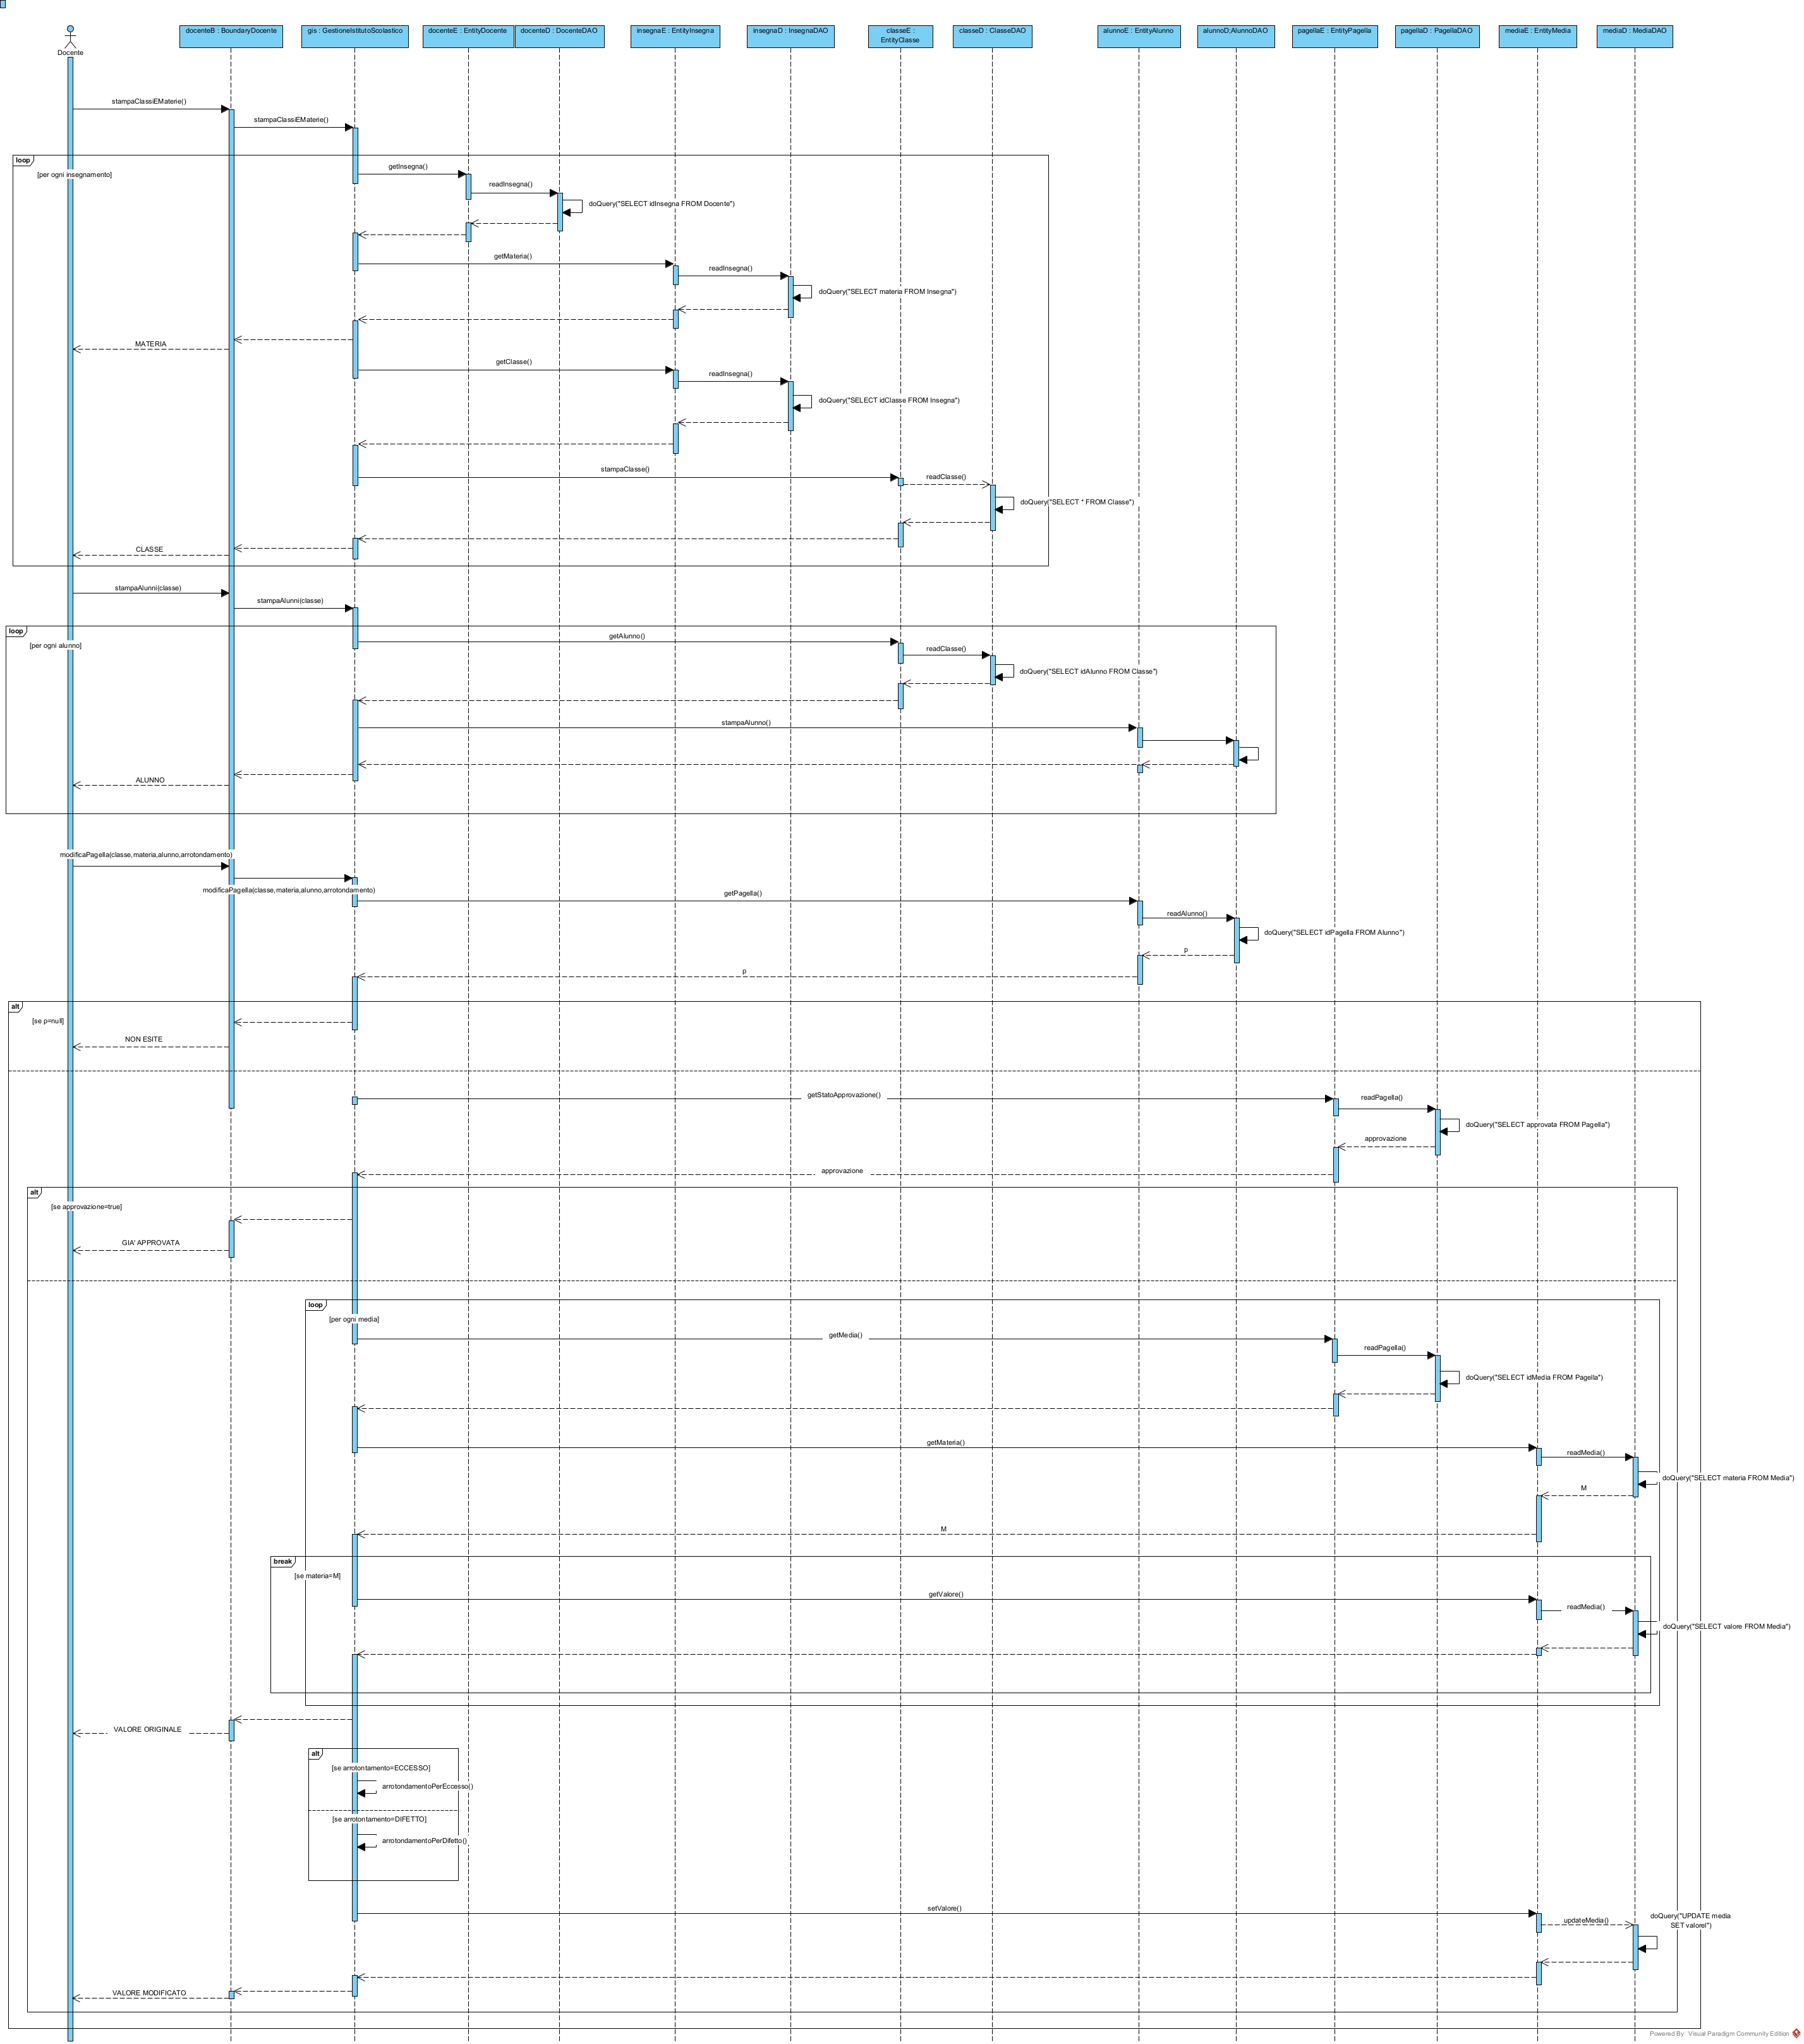 docenteB : BoundaryDocente
gis : GestioneIstitutoScolastico
docenteE : EntityDocente
docenteD : DocenteDAO
insegnaE : EntityInsegna
insegnaD : InsegnaDAO
classeE :
EntityClasse
classeD : ClasseDAO
alunnoE : EntityAlunno
alunnoD;AlunnoDAO
pagellaE : EntityPagella
pagellaD : PagellaDAO
mediaE : EntityMedia
mediaD : MediaDAO
Docente
stampaClassiEMaterie()
stampaClassiEMaterie()
loop
[per ogni insegnamento]
getInsegna()
readInsegna()
doQuery("SELECT idInsegna FROM Docente")
getMateria()
readInsegna()
doQuery("SELECT materia FROM Insegna")
MATERIA
getClasse()
readInsegna()
doQuery("SELECT idClasse FROM Insegna")
stampaClasse()
readClasse()
doQuery("SELECT * FROM Classe")
CLASSE
stampaAlunni(classe)
stampaAlunni(classe)
loop
[per ogni alunno]
getAlunno()
readClasse()
doQuery("SELECT idAlunno FROM Classe")
stampaAlunno()
ALUNNO
modificaPagella(classe,materia,alunno,arrotondamento)
modificaPagella(classe,materia,alunno,arrotondamento)
getPagella()
readAlunno()
doQuery("SELECT idPagella FROM Alunno")
p
p
alt
[se p=null]
NON ESITE
getStatoApprovazione()
readPagella()
doQuery("SELECT approvata FROM Pagella")
approvazione
approvazione
alt
[se approvazione=true]
GIA' APPROVATA
loop
[per ogni media]
getMedia()
readPagella()
doQuery("SELECT idMedia FROM Pagella")
getMateria()
readMedia()
doQuery("SELECT materia FROM Media")
M
M
break
[se materia=M]
getValore()
readMedia()
doQuery("SELECT valore FROM Media")
VALORE ORIGINALE
alt
[se arrotontamento=ECCESSO]
arrotondamentoPerEccesso()
[se arrotontamento=DIFETTO]
arrotondamentoPerDifetto()
setValore()
updateMedia()
doQuery("UPDATE media
SET valorel")
VALORE MODIFICATO
Powered By: Visual Paradigm Community Edition